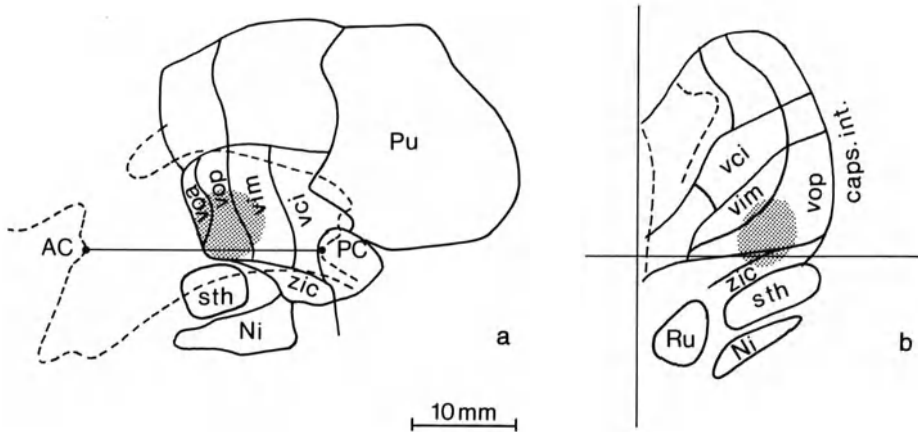 Pu
voa
vop
vim
vci
AC
PC
zic
sth
Ni
a
10 mm
caps. int.
vci
vop
vim
zic
sth
Ru
Ni
b